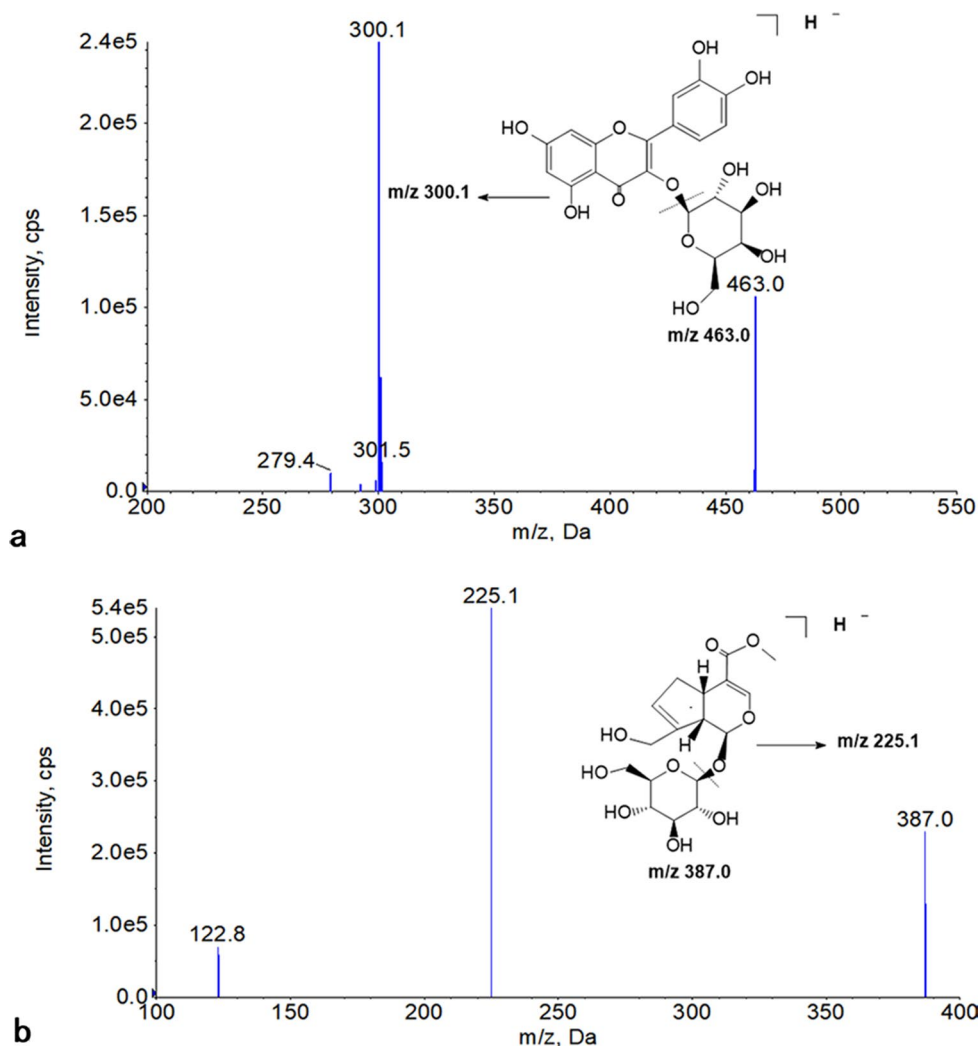 2.4e5
2.0e5
1.5e5
1.0e5
5.0e4
0.0
Intensity, cps
300.1
279.4
301.5
463.0
H −
OH
OH
HO
O
O
OH
O
OH
OH
O
OH
HO
m/z 300.1
m/z 463.0
200 250 300 350 400 450 500 550
m/z, Da
a
5.4e5
5.0e5
4.0e5
3.0e5
2.0e5
1.0e5
0.0
Intensity, cps
225.1
122.8
387.0
H −
O
O
H
O
HO
H
HO
O
O
HO
OH
OH
m/z 225.1
m/z 387.0
100 150 200 250 300 350 400
m/z, Da
b